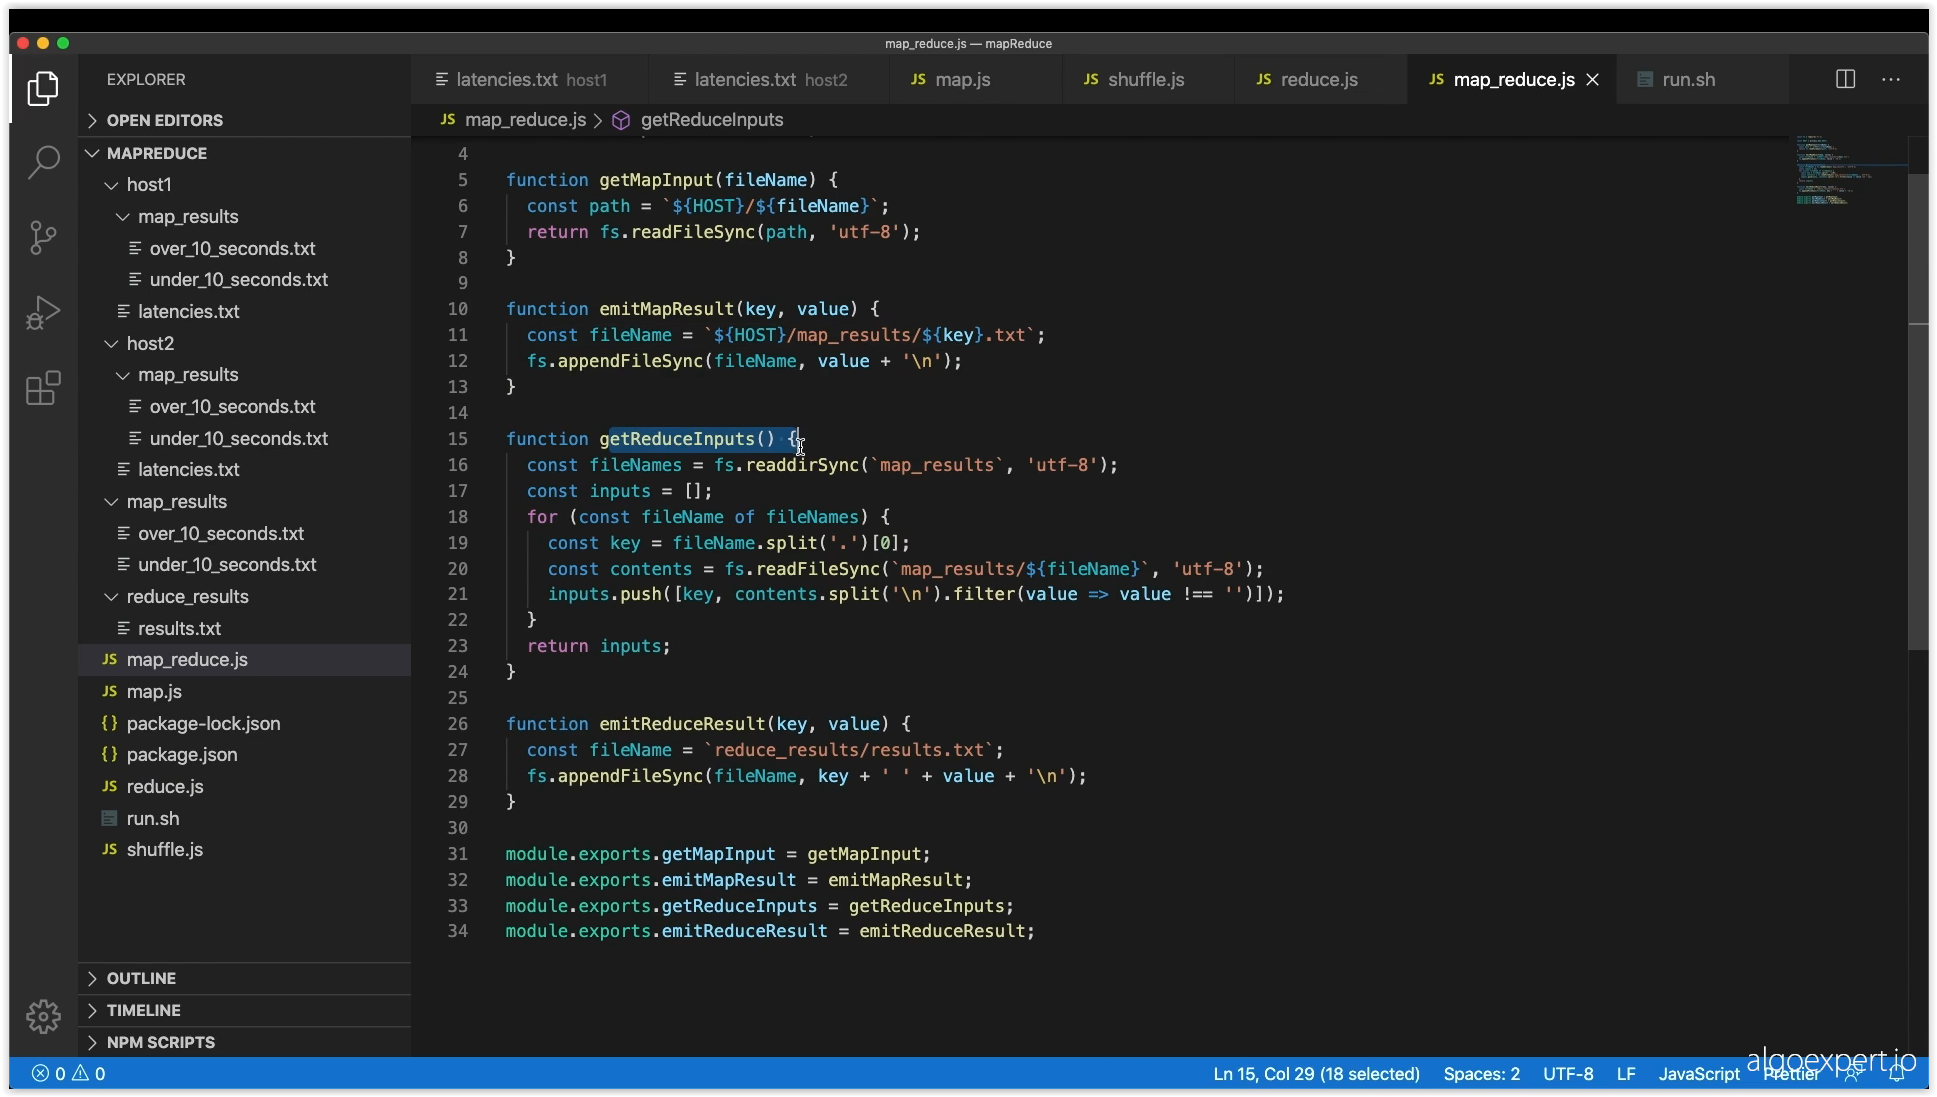 map_reduce.js — mapReduce
EXPLORER
latencies.txt host1
latencies.txt host2
JS map.js
JS shuffle.js
JS reduce.js
JS map_reduce.js
run.sh
OPEN EDITORS
JS map_reduce.js > getReduceInputs
MAPREDUCE
host1
map_results
over_10_seconds.txt
under_10_seconds.txt
latencies.txt
host2
map_results
over_10_seconds.txt
under_10_seconds.txt
latencies.txt
map_results
over_10_seconds.txt
under_10_seconds.txt
reduce_results
results.txt
JS map_reduce.js
JS map.js
{} package-lock.json
{} package.json
JS reduce.js
run.sh
JS shuffle.js
OUTLINE
TIMELINE
NPM SCRIPTS
4
5 function getMapInput(fileName) {
6 const path = `${HOST}/${fileName}`;
7 return fs.readFileSync(path, 'utf-8');
8 }
9
10 function emitMapResult(key, value) {
11 const fileName = `${HOST}/map_results/${key}.txt`;
12 fs.appendFileSync(fileName, value + '\n');
13 }
14
15 function getReduceInputs() {
16 const fileNames = fs.readdirSync(`map_results`, 'utf-8');
17 const inputs = [];
18 for (const fileName of fileNames) {
19 const key = fileName.split('.')[0];
20 const contents = fs.readFileSync(`map_results/${fileName}`, 'utf-8');
21 inputs.push([key, contents.split('\n').filter(value => value !== '')]);
22 }
23 return inputs;
24 }
25
26 function emitReduceResult(key, value) {
27 const fileName = `reduce_results/results.txt`;
28 fs.appendFileSync(fileName, key + ' ' + value + '\n');
29 }
30
31 module.exports.getMapInput = getMapInput;
32 module.exports.emitMapResult = emitMapResult;
33 module.exports.getReduceInputs = getReduceInputs;
34 module.exports.emitReduceResult = emitReduceResult;
0 0
Ln 15, Col 29 (18 selected) Spaces: 2 UTF-8 LF JavaScript Prettier
algoexpert.io